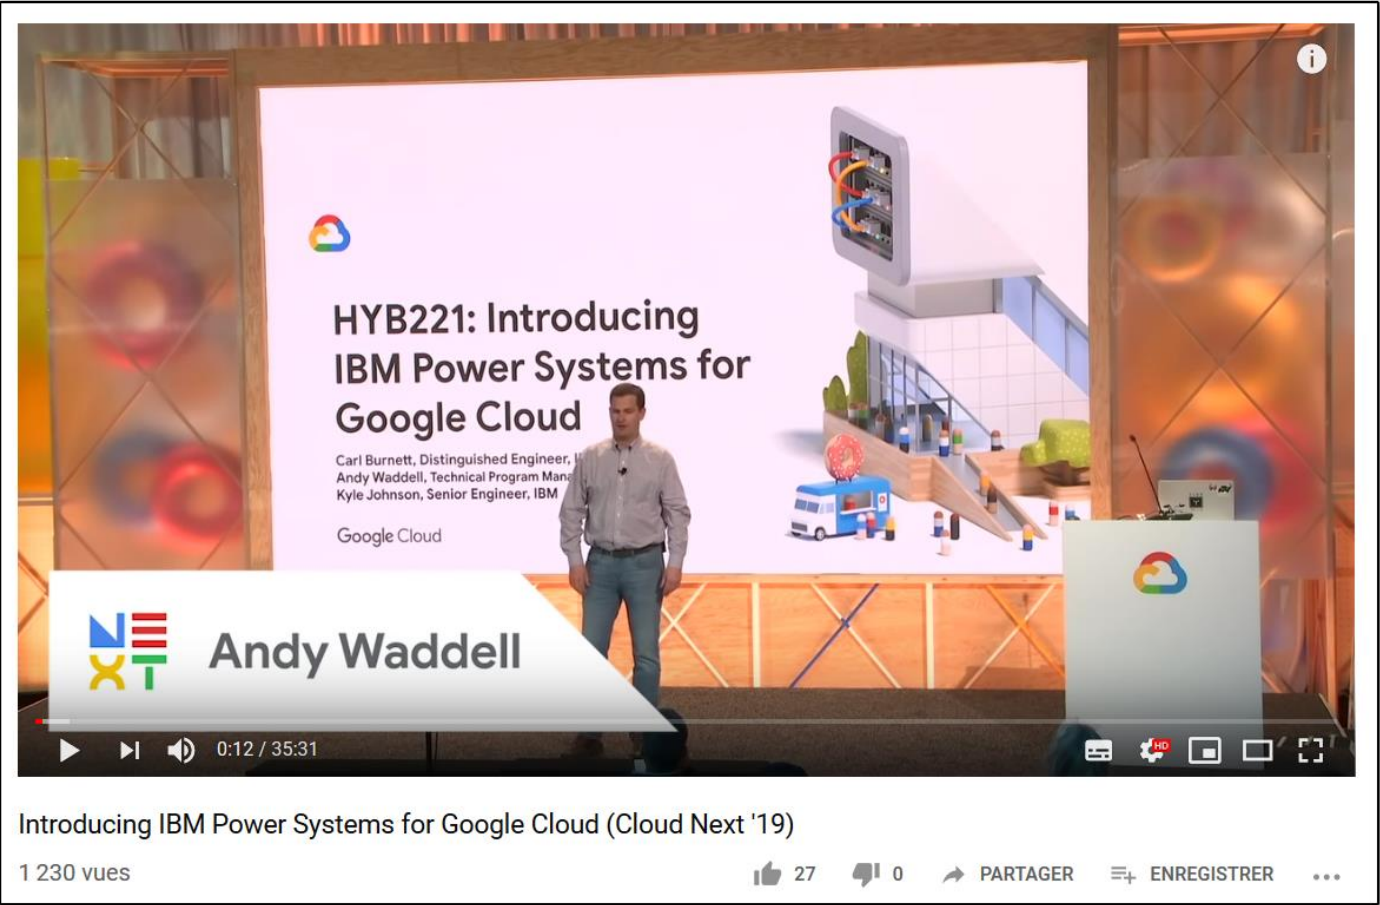 HYB221: Introducing
IBM Power Systems for
Google Cloud
Carl Burnett, Distinguished Engineer,
Andy Waddell, Technical Program
Kyle Johnson, Senior Engineer, IBM
Google Cloud
NEXT
Andy Waddell
0:12 / 35:31
HD
Introducing IBM Power Systems for Google Cloud (Cloud Next '19)
1 230 vues
27
0
PARTAGER
ENREGISTRER